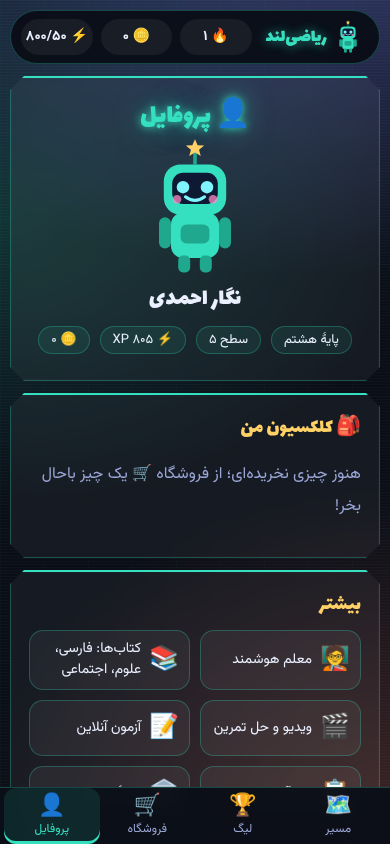 ریاضی‌لند
۱
۰
۸۰۰/۵۰
پروفایل
نگار احمدی
پایهٔ هشتم
سطح ۵
۸۰۵ XP
۰
کلکسیون من
هنوز چیزی نخریده‌ای؛ از فروشگاه 🛒 یک چیز باحال
بخر!
بیشتر
معلم هوشمند
کتاب‌ها: فارسی،
علوم، اجتماعی
ویدیو و حل تمرین
آزمون آنلاین
مسیر
لیگ
فروشگاه
پروفایل